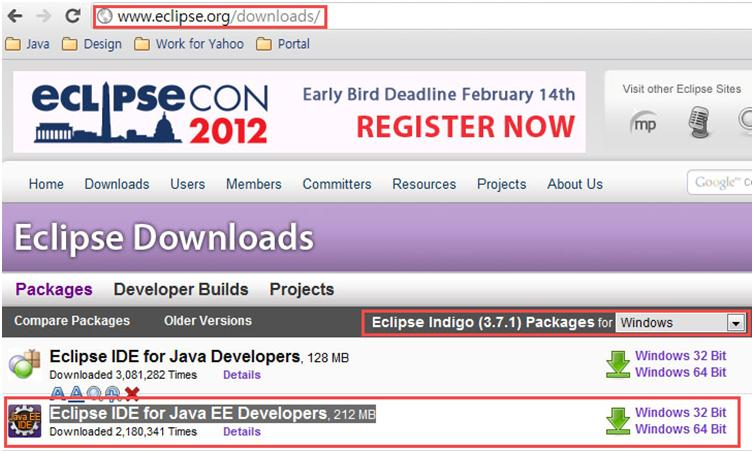 www.eclipse.org/downloads/
Java Design Work for Yahoo Portal
eclipsecon 2012
Early Bird Deadline February 14th
REGISTER NOW
Visit other Eclipse Sites
mp
Home Downloads Users Members Committers Resources Projects About Us
Google™
Eclipse Downloads
Packages Developer Builds Projects
Compare Packages Older Versions Eclipse Indigo (3.7.1) Packages for Windows
Eclipse IDE for Java Developers, 128 MB
Downloaded 3,081,282 Times Details
Windows 32 Bit
Windows 64 Bit
Java EE IDE
Eclipse IDE for Java EE Developers, 212 MB
Downloaded 2,180,341 Times Details
Windows 32 Bit
Windows 64 Bit